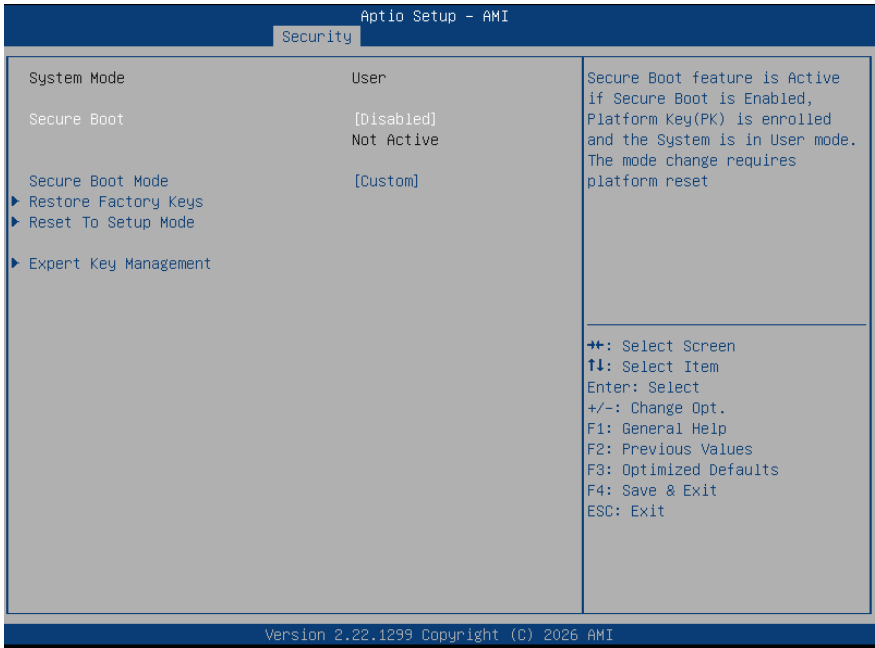 Aptio Setup - AMI
Security
System Mode User
Secure Boot [Disabled]
Not Active
Secure Boot Mode [Custom]
Restore Factory Keys
Reset To Setup Mode
Expert Key Management
Secure Boot feature is Active
if Secure Boot is Enabled,
Platform Key(PK) is enrolled
and the System is in User mode.
The mode change requires
platform reset
→←: Select Screen
↑↓: Select Item
Enter: Select
+/-: Change Opt.
F1: General Help
F2: Previous Values
F3: Optimized Defaults
F4: Save & Exit
ESC: Exit
Version 2.22.1299 Copyright (C) 2026 AMI